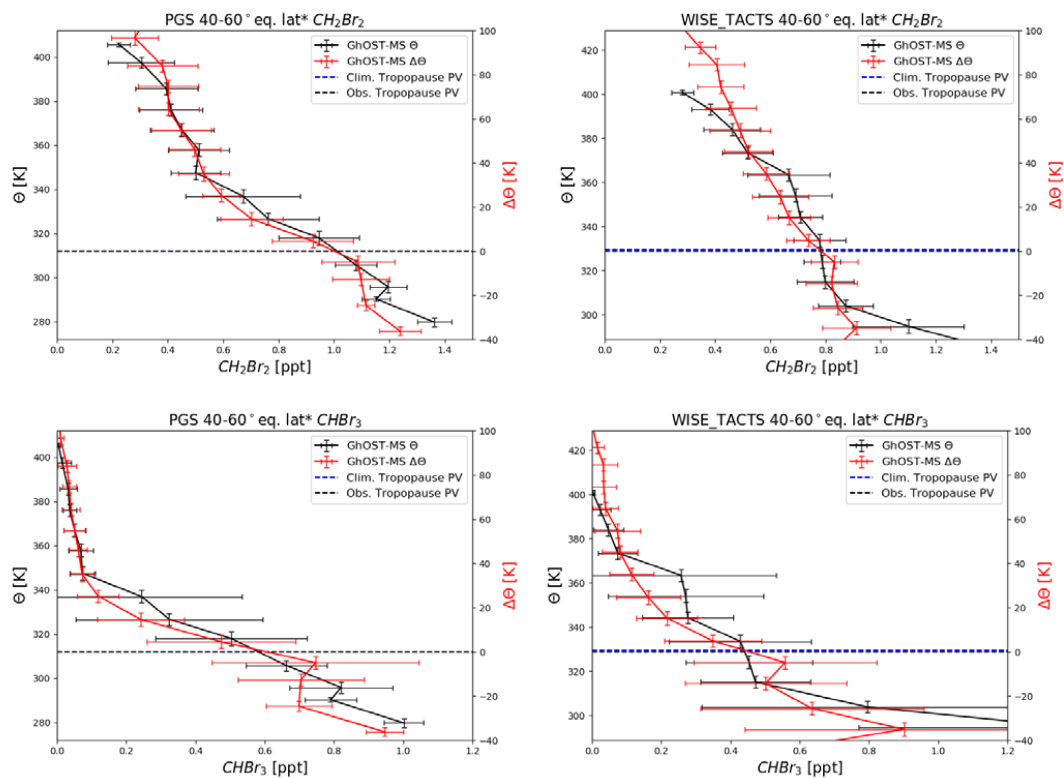 PGS 40-60° eq. lat* CH2Br2
GhOST-MS Θ
GhOST-MS ΔΘ
Clim. Tropopause PV
Obs. Tropopause PV
Θ [K]
400
380
360
340
320
300
280
ΔΘ [K]
100
80
60
40
20
0
−20
−40
0.0 0.2 0.4 0.6 0.8 1.0 1.2 1.4
CH2Br2 [ppt]
WISE_TACTS 40-60° eq. lat* CH2Br2
GhOST-MS Θ
GhOST-MS ΔΘ
Clim. Tropopause PV
Obs. Tropopause PV
Θ [K]
420
400
380
360
340
320
300
ΔΘ [K]
100
80
60
40
20
0
−20
−40
0.0 0.2 0.4 0.6 0.8 1.0 1.2 1.4
CH2Br2 [ppt]
PGS 40-60° eq. lat* CHBr3
GhOST-MS Θ
GhOST-MS ΔΘ
Clim. Tropopause PV
Obs. Tropopause PV
Θ [K]
400
380
360
340
320
300
280
ΔΘ [K]
100
80
60
40
20
0
−20
−40
0.0 0.2 0.4 0.6 0.8 1.0 1.2
CHBr3 [ppt]
WISE_TACTS 40-60° eq. lat* CHBr3
GhOST-MS Θ
GhOST-MS ΔΘ
Clim. Tropopause PV
Obs. Tropopause PV
Θ [K]
420
400
380
360
340
320
300
ΔΘ [K]
100
80
60
40
20
0
−20
−40
0.0 0.2 0.4 0.6 0.8 1.0 1.2
CHBr3 [ppt]